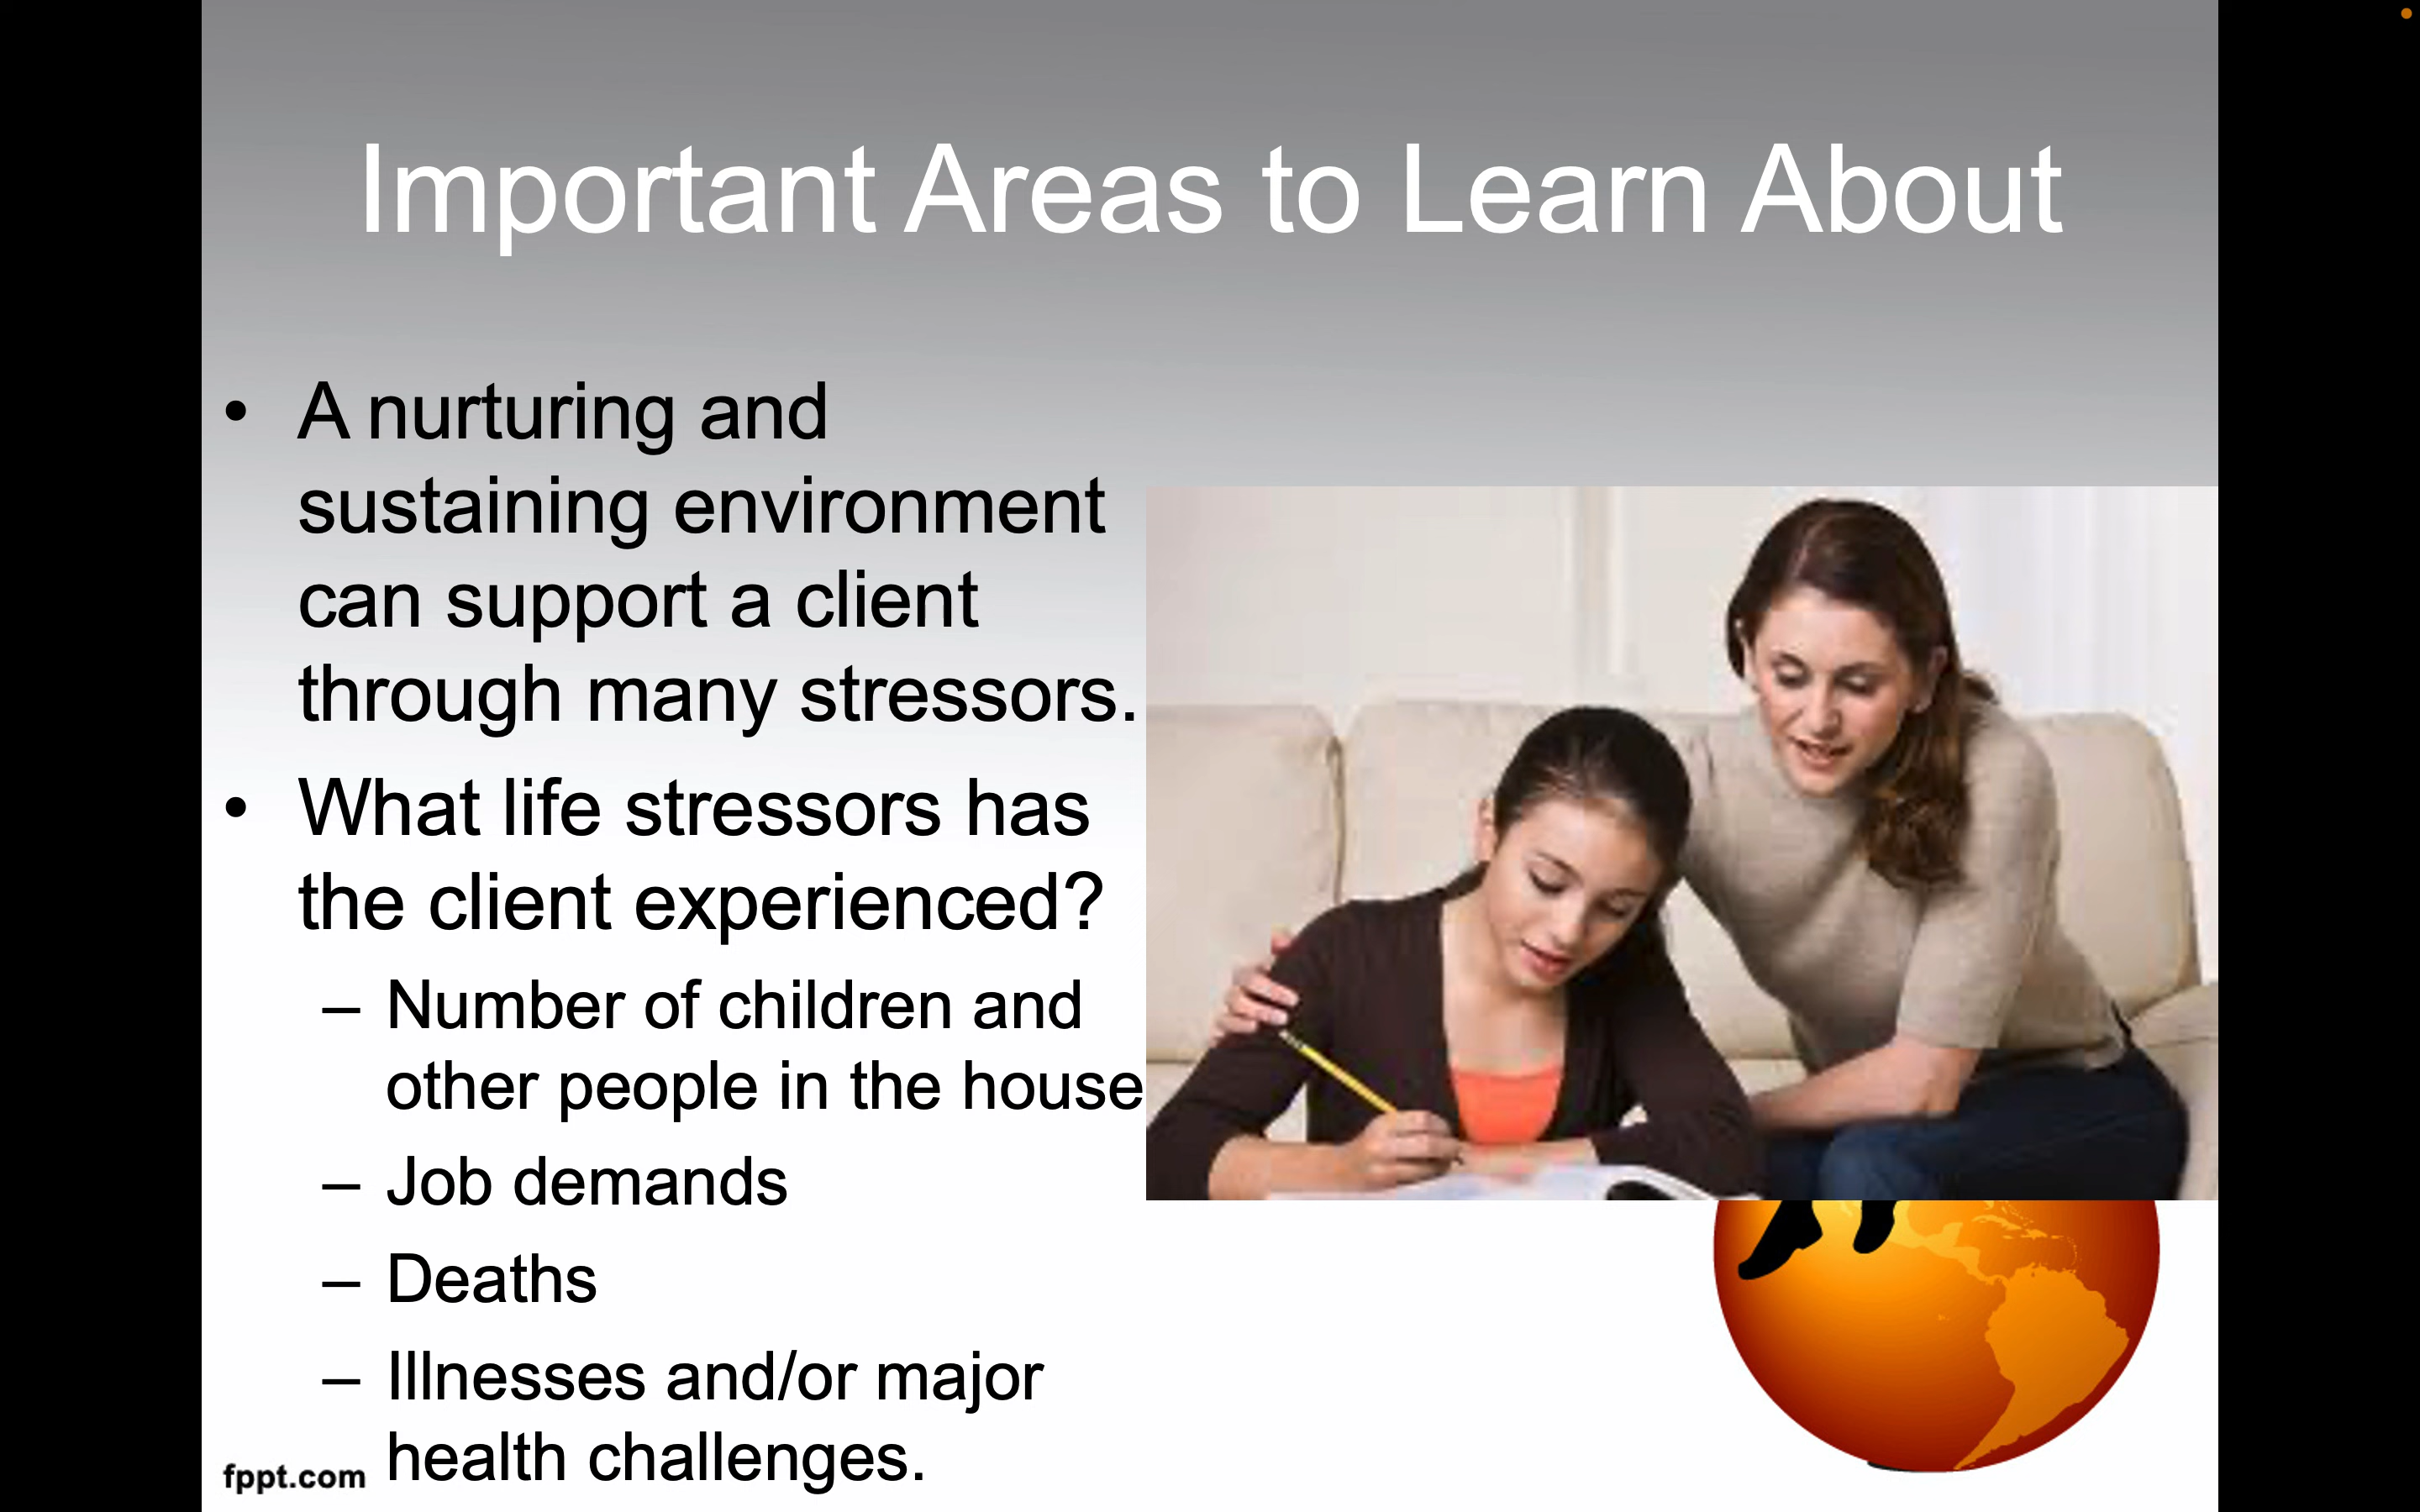 Important Areas to Learn About
• A nurturing and
sustaining environment
can support a client
through many stressors.
• What life stressors has
the client experienced?
– Number of children and
other people in the house
– Job demands
– Deaths
– Illnesses and/or major
health challenges.
fppt.com